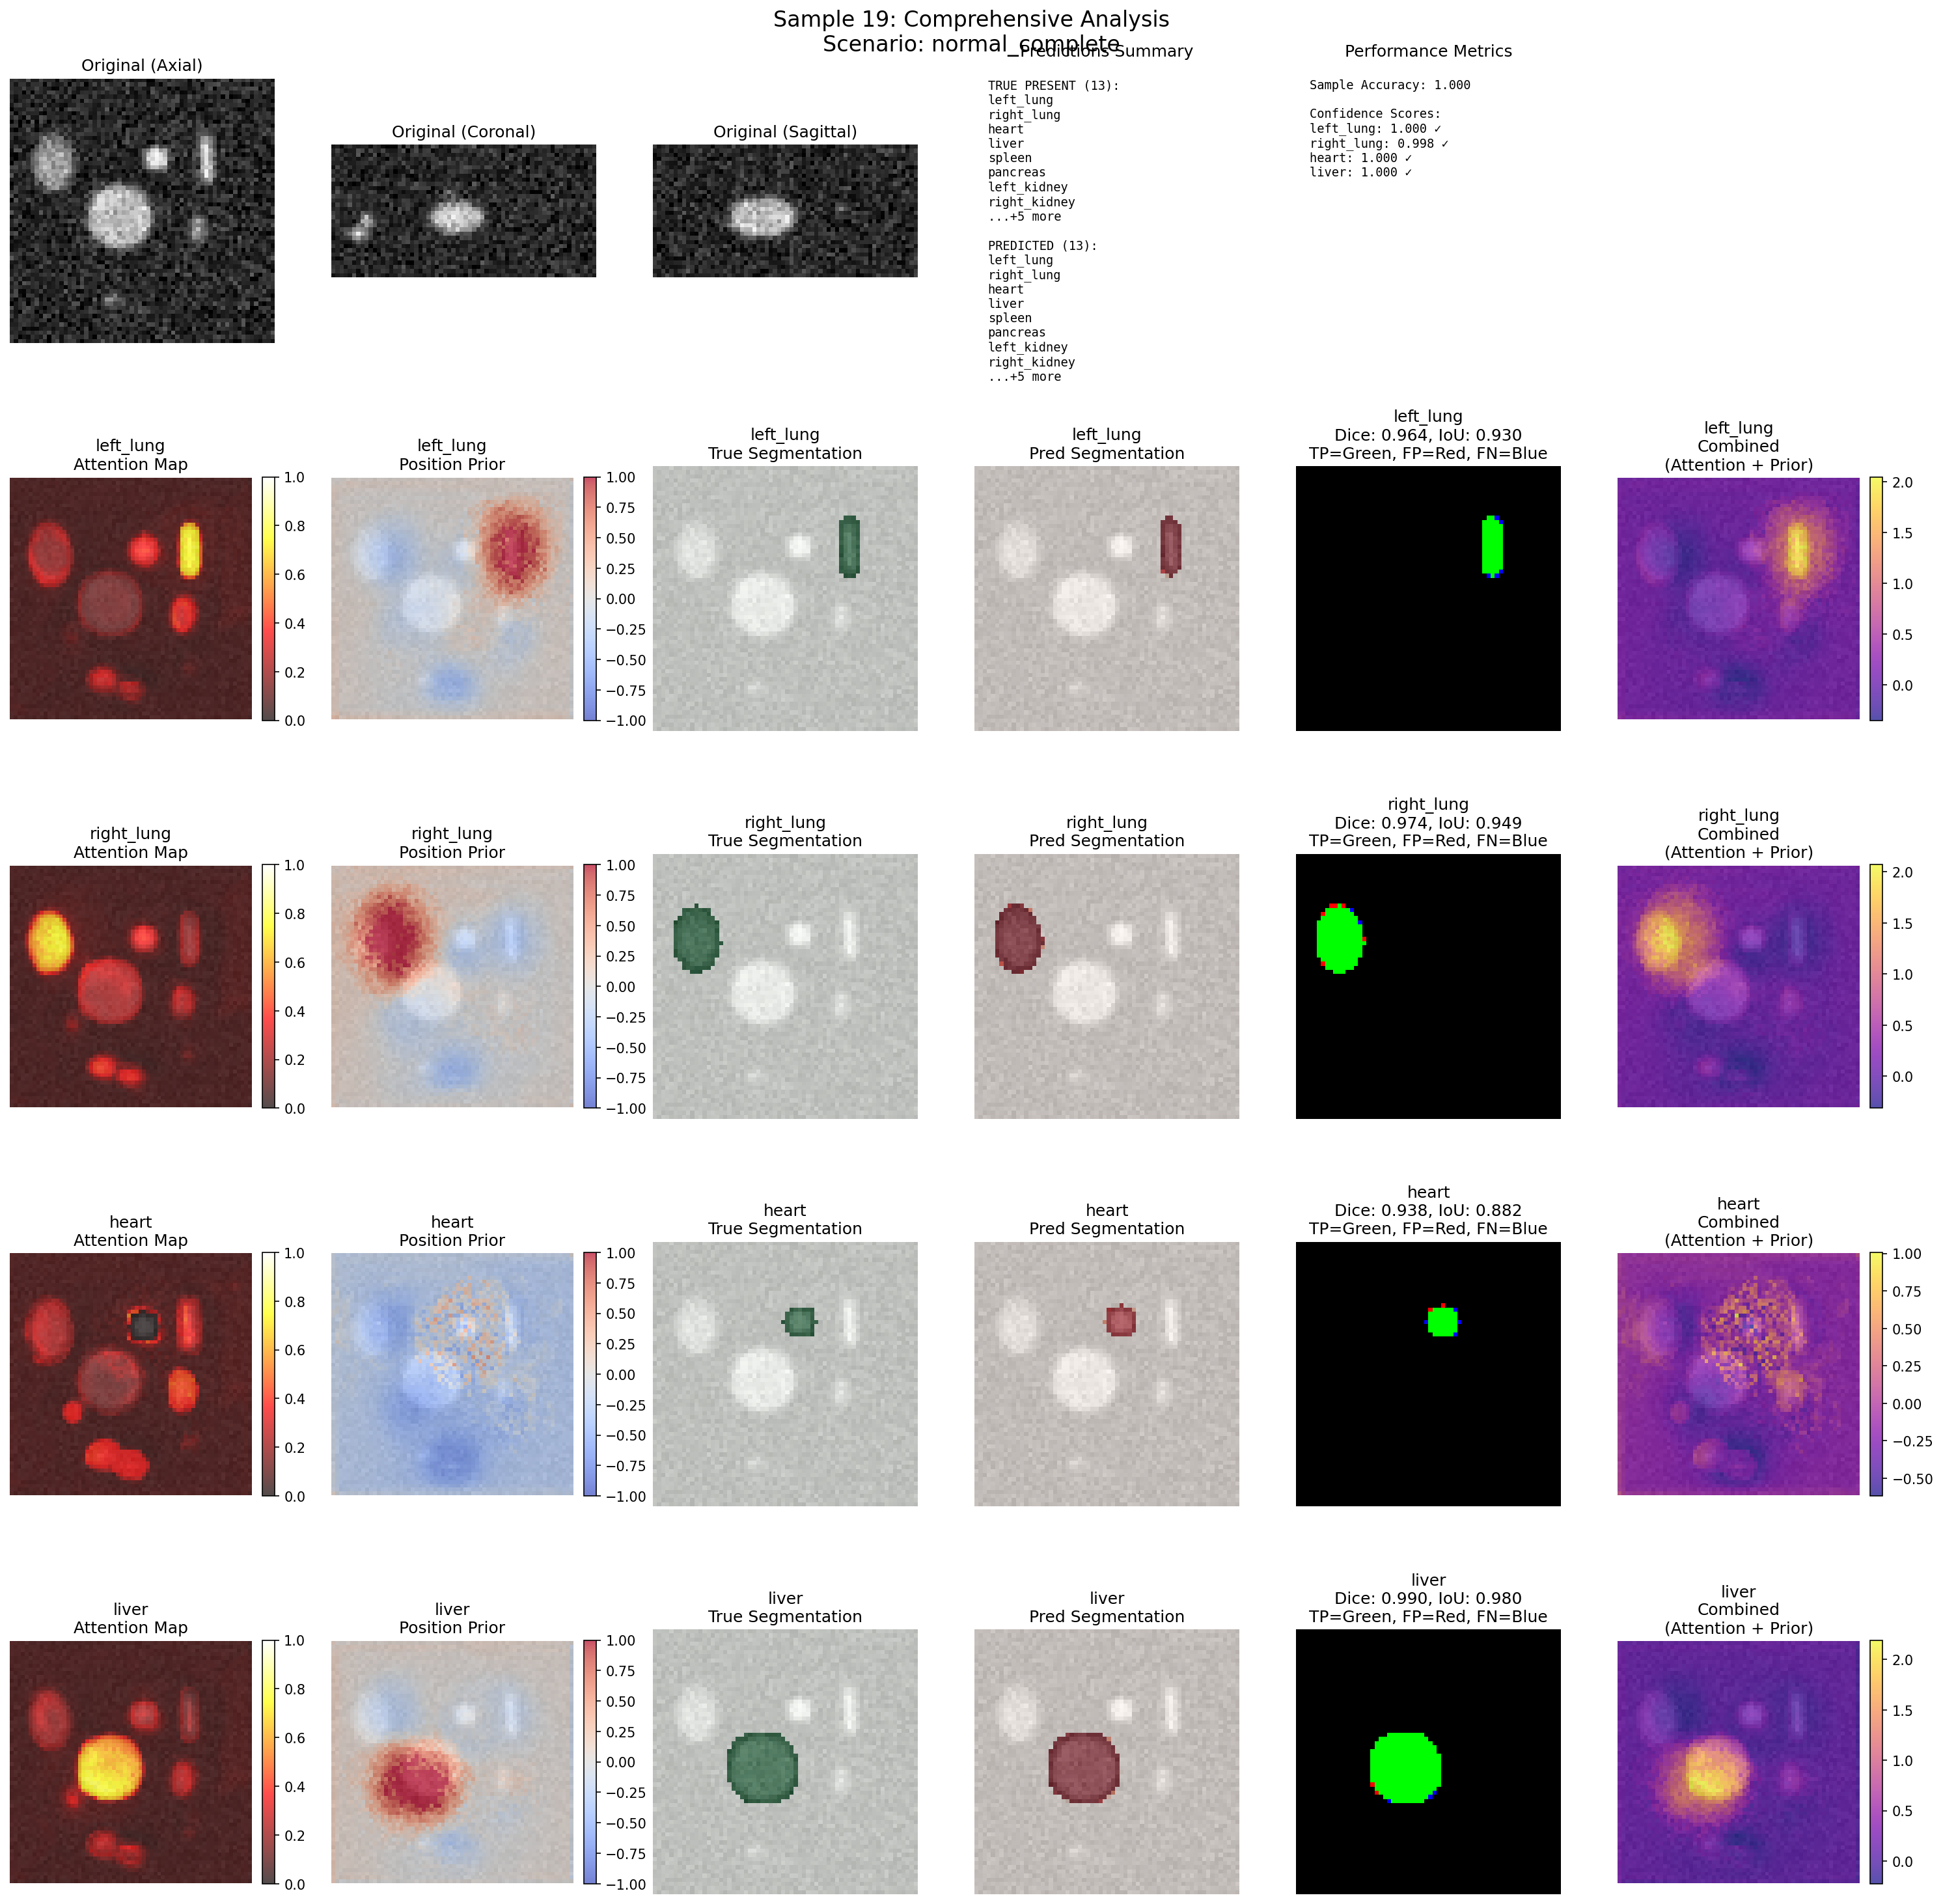 Sample 19: Comprehensive Analysis
Scenario: normal_complete
Original (Axial)
Original (Coronal)
Original (Sagittal)
Predictions Summary
TRUE PRESENT (13):
left_lung
right_lung
heart
liver
spleen
pancreas
left_kidney
right_kidney
...+5 more
PREDICTED (13):
left_lung
right_lung
heart
liver
spleen
pancreas
left_kidney
right_kidney
...+5 more
Performance Metrics
Sample Accuracy: 1.000
Confidence Scores:
left_lung: 1.000 ✓
right_lung: 0.998 ✓
heart: 1.000 ✓
liver: 1.000 ✓
left_lung
Attention Map
1.0
0.8
0.6
0.4
0.2
0.0
left_lung
Position Prior
1.00
0.75
0.50
0.25
0.00
−0.25
−0.50
−0.75
−1.00
left_lung
True Segmentation
left_lung
Pred Segmentation
left_lung
Dice: 0.964, IoU: 0.930
TP=Green, FP=Red, FN=Blue
left_lung
Combined
(Attention + Prior)
2.0
1.5
1.0
0.5
0.0
right_lung
Attention Map
1.0
0.8
0.6
0.4
0.2
0.0
right_lung
Position Prior
1.00
0.75
0.50
0.25
0.00
−0.25
−0.50
−0.75
−1.00
right_lung
True Segmentation
right_lung
Pred Segmentation
right_lung
Dice: 0.974, IoU: 0.949
TP=Green, FP=Red, FN=Blue
right_lung
Combined
(Attention + Prior)
2.0
1.5
1.0
0.5
0.0
heart
Attention Map
1.0
0.8
0.6
0.4
0.2
0.0
heart
Position Prior
1.00
0.75
0.50
0.25
0.00
−0.25
−0.50
−0.75
−1.00
heart
True Segmentation
heart
Pred Segmentation
heart
Dice: 0.938, IoU: 0.882
TP=Green, FP=Red, FN=Blue
heart
Combined
(Attention + Prior)
1.00
0.75
0.50
0.25
0.00
−0.25
−0.50
liver
Attention Map
1.0
0.8
0.6
0.4
0.2
0.0
liver
Position Prior
1.00
0.75
0.50
0.25
0.00
−0.25
−0.50
−0.75
−1.00
liver
True Segmentation
liver
Pred Segmentation
liver
Dice: 0.990, IoU: 0.980
TP=Green, FP=Red, FN=Blue
liver
Combined
(Attention + Prior)
2.0
1.5
1.0
0.5
0.0